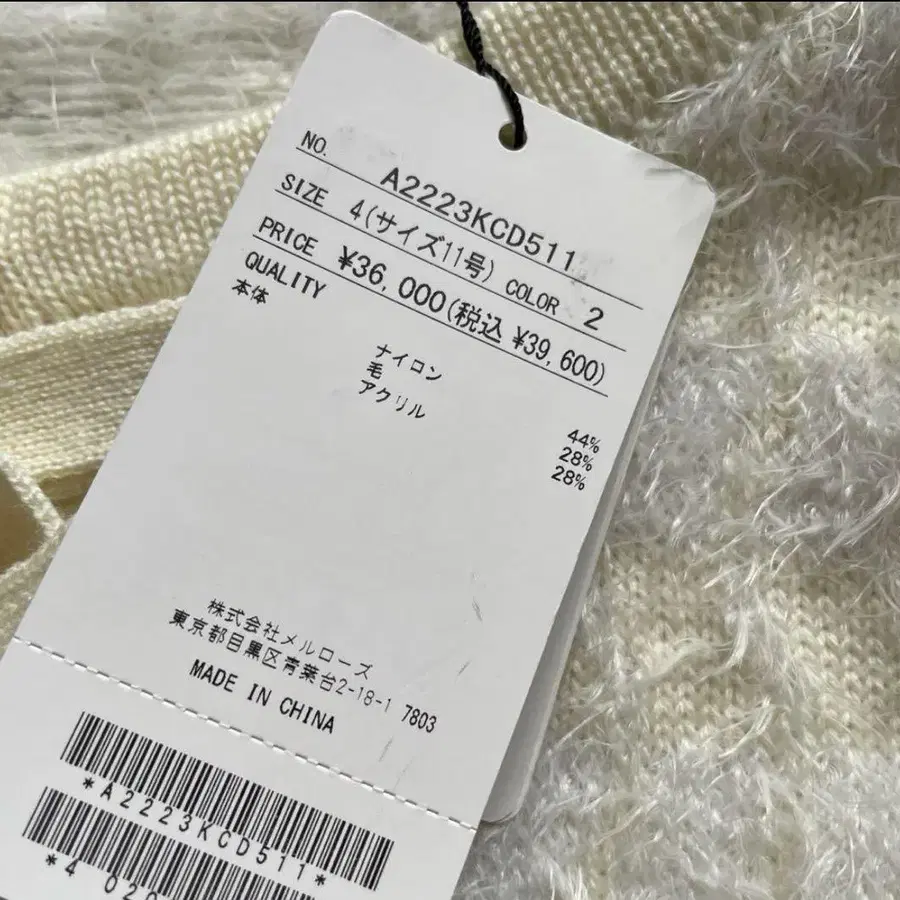 NO. A2223KCD511
SIZE 4(サイズ11号) COLOR 2
PRICE ¥36,000(税込 ¥39,600)
QUALITY
本体
ナイロン 44%
毛 28%
アクリル 28%
株式会社メルローズ
東京都目黒区青葉台2-18-1 7803
MADE IN CHINA
*A2223KCD511*
*4 020